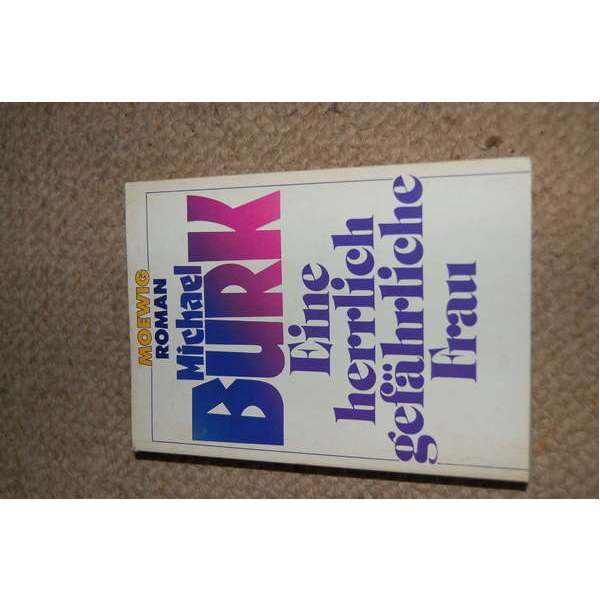 MOEWIG
ROMAN
Michael
BURK
Eine
herrlich
gefährliche
Frau